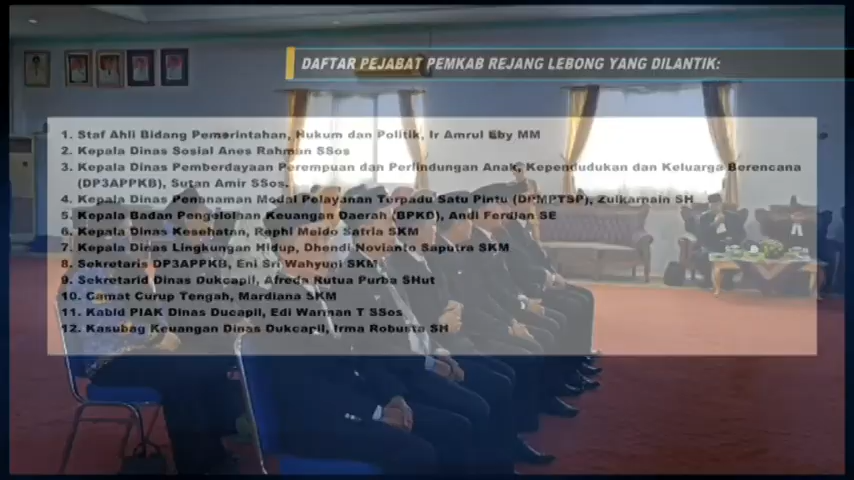 DAFTAR PEJABAT PEMKAB REJANG LEBONG YANG DILANTIK:
1. Staf Ahli Bidang Pemerintahan, Hukum dan Politik, Ir Amrul Eby MM
2. Kepala Dinas Sosial Anes Rahman SSos
3. Kepala Dinas Pemberdayaan Perempuan dan Perlindungan Anak, Kependudukan dan Keluarga Berencana
(DP3APPKB), Sutan Amir SSos.
4. Kepala Dinas Penanaman Modal Pelayanan Terpadu Satu Pintu (DPMPTSP), Zulkarnain SH
5. Kepala Badan Pengelolaan Keuangan Daerah (BPKD), Andi Ferdian SE
6. Kepala Dinas Kesehatan, Rephi Meido Satria SKM
7. Kepala Dinas Lingkungan Hidup, Dhendi Novianto Saputra SKM
8. Sekretaris DP3APPKB, Eni Sri Wahyuni SKM
9. Sekretarid Dinas Dukcapil, Afreda Rutua Purba SHut
10. Camat Curup Tengah, Mardiana SKM
11. Kabid PIAK Dinas Ducapil, Edi Warman T SSos
12. Kasubag Keuangan Dinas Dukcapil, Irma Robusta SH